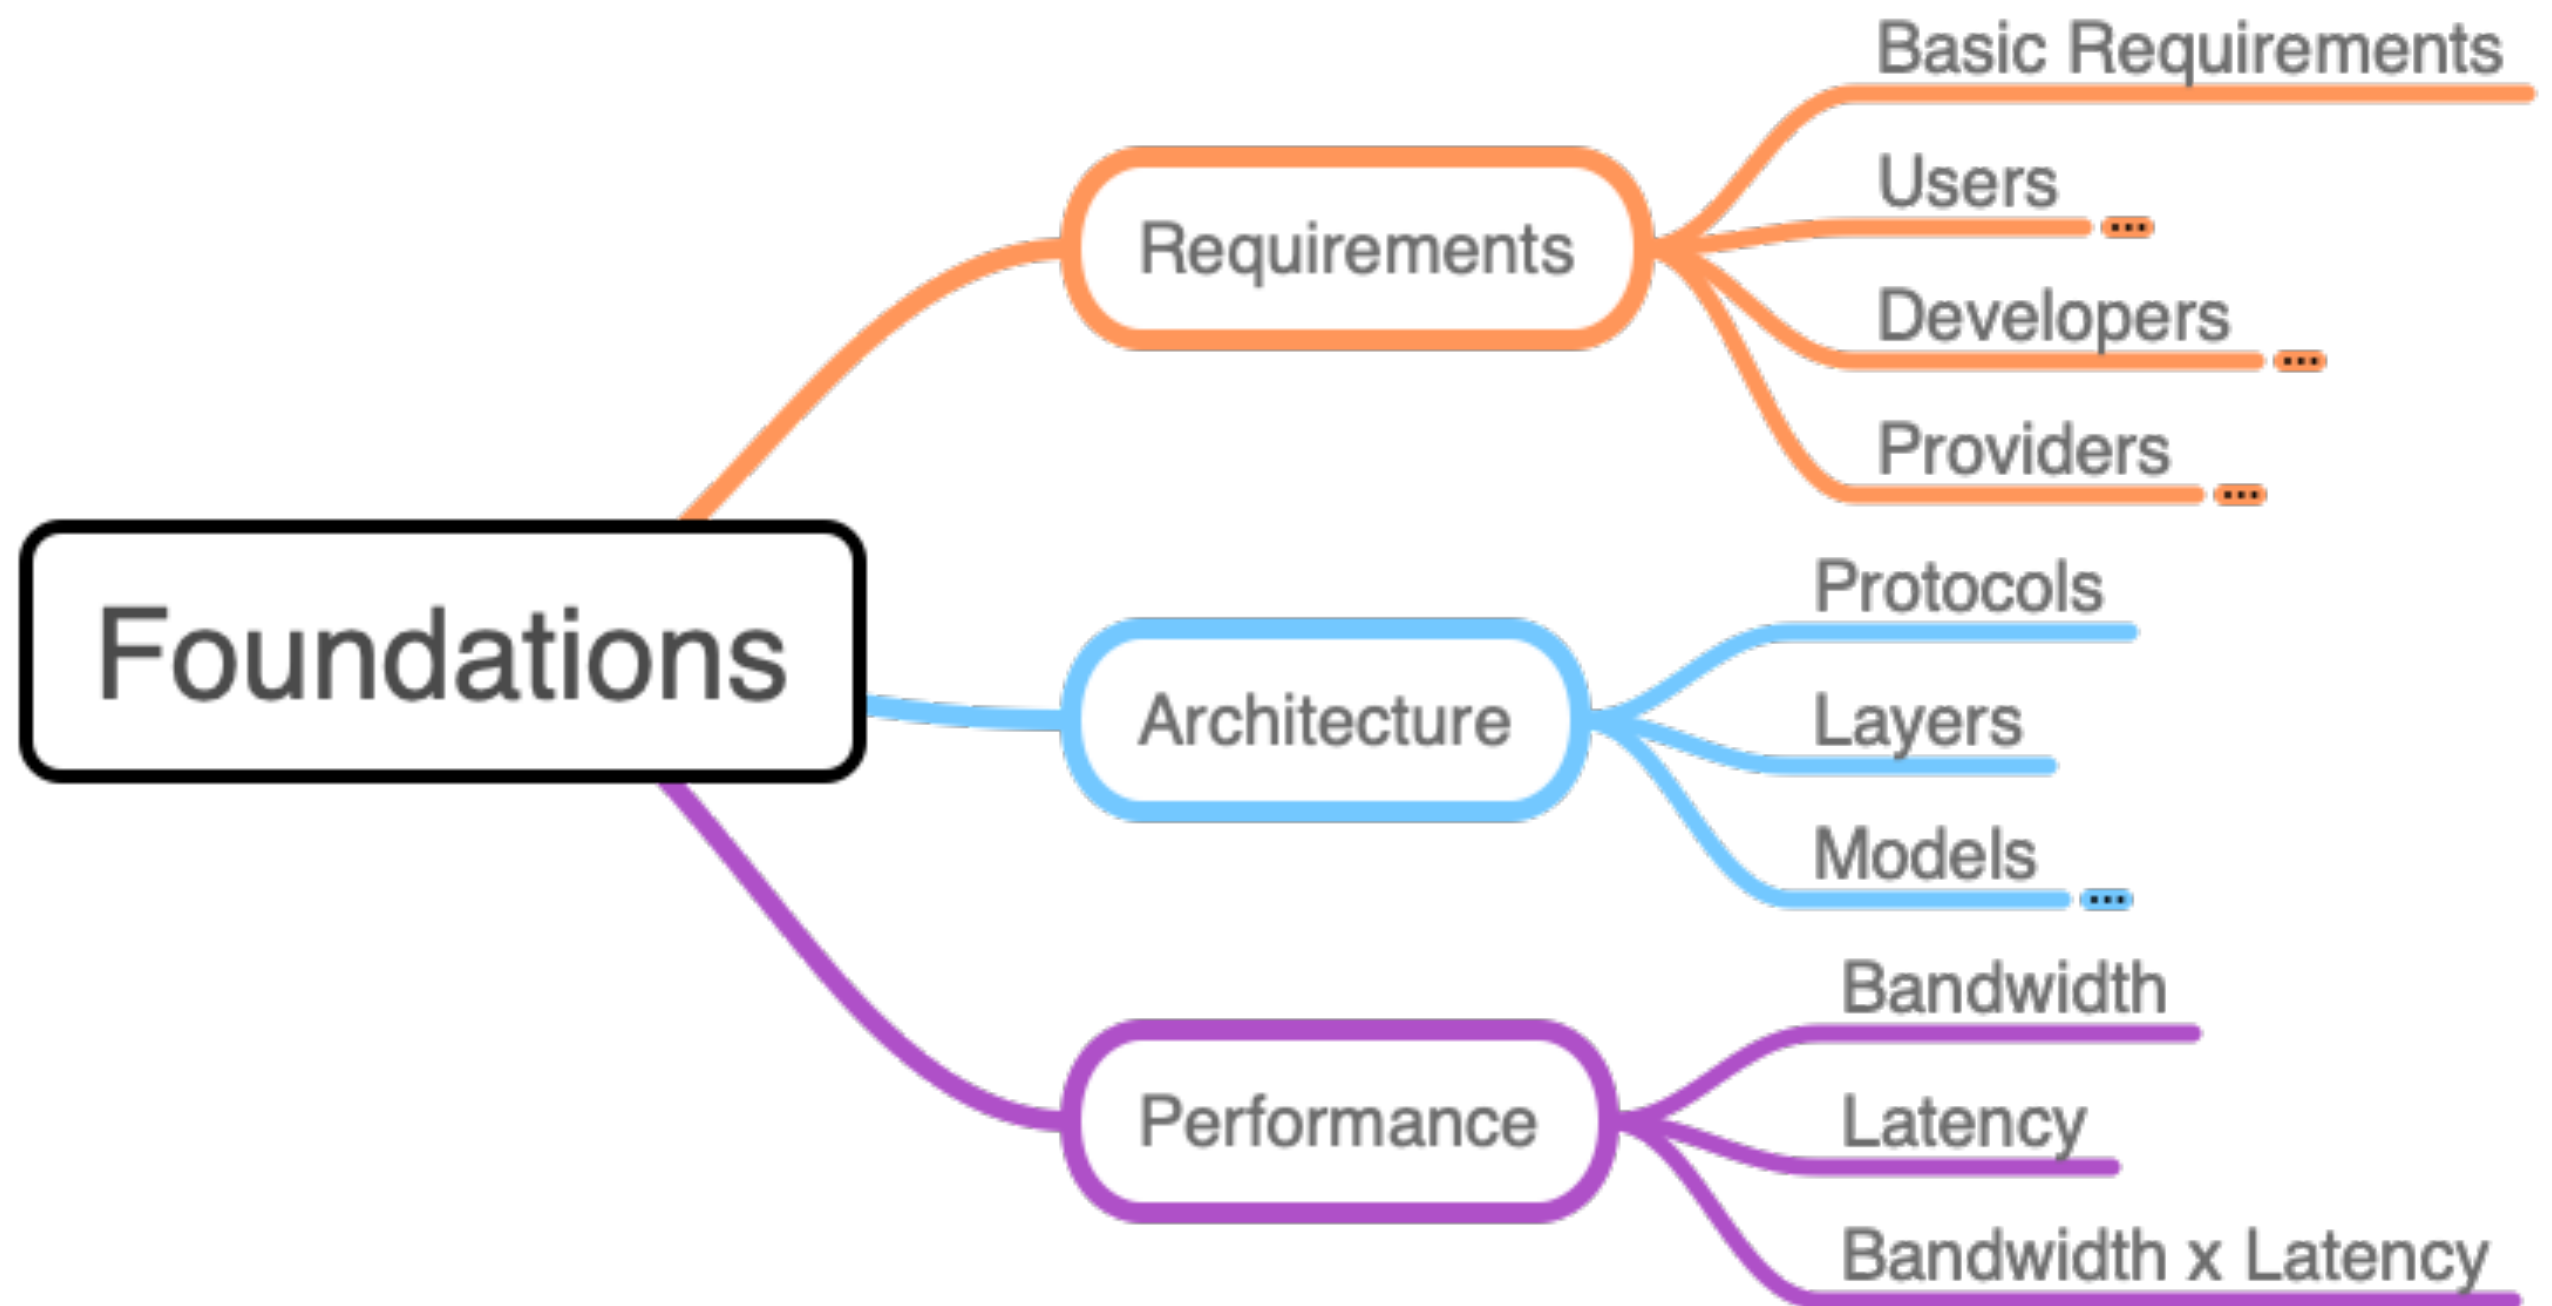 Foundations
Requirements
Basic Requirements
Users
Developers
Providers
Architecture
Protocols
Layers
Models
Performance
Bandwidth
Latency
Bandwidth x Latency